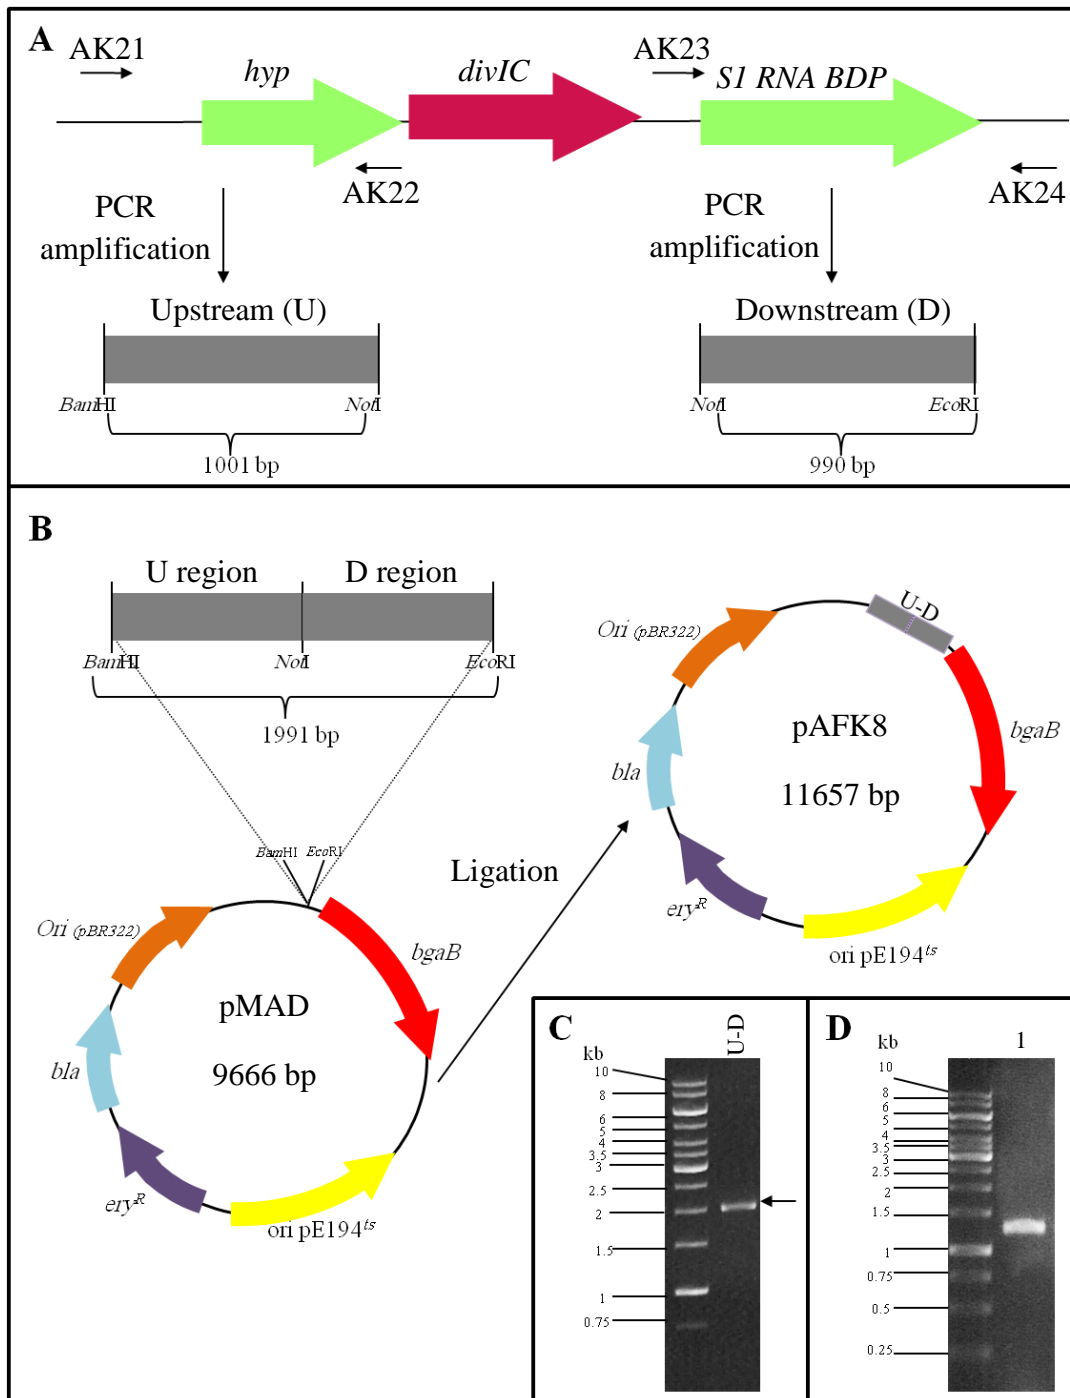 A
AK21
hyp
divIC
AK23
S1 RNA BDP
AK22
AK24
PCR
amplification
PCR
amplification
Upstream (U)
Downstream (D)
BamHI
NotI
NotI
EcoRI
1001 bp
990 bp
B
U region
D region
BamHI
NotI
EcoRI
1991 bp
BamHI
EcoRI
Ori (pBR322)
bgaB
pMAD
9666 bp
bla
eryR
ori pE194ts
Ligation
Ori (pBR322)
U-D
bgaB
pAFK8
11657 bp
bla
eryR
ori pE194ts
C
U-D
kb
10
8
6
5
4
3.5
3
2.5
2
1.5
1
0.75
D
1
kb
10
8
6
5
4
3.5
3
2.5
2
1.5
1
0.75
0.5
0.25